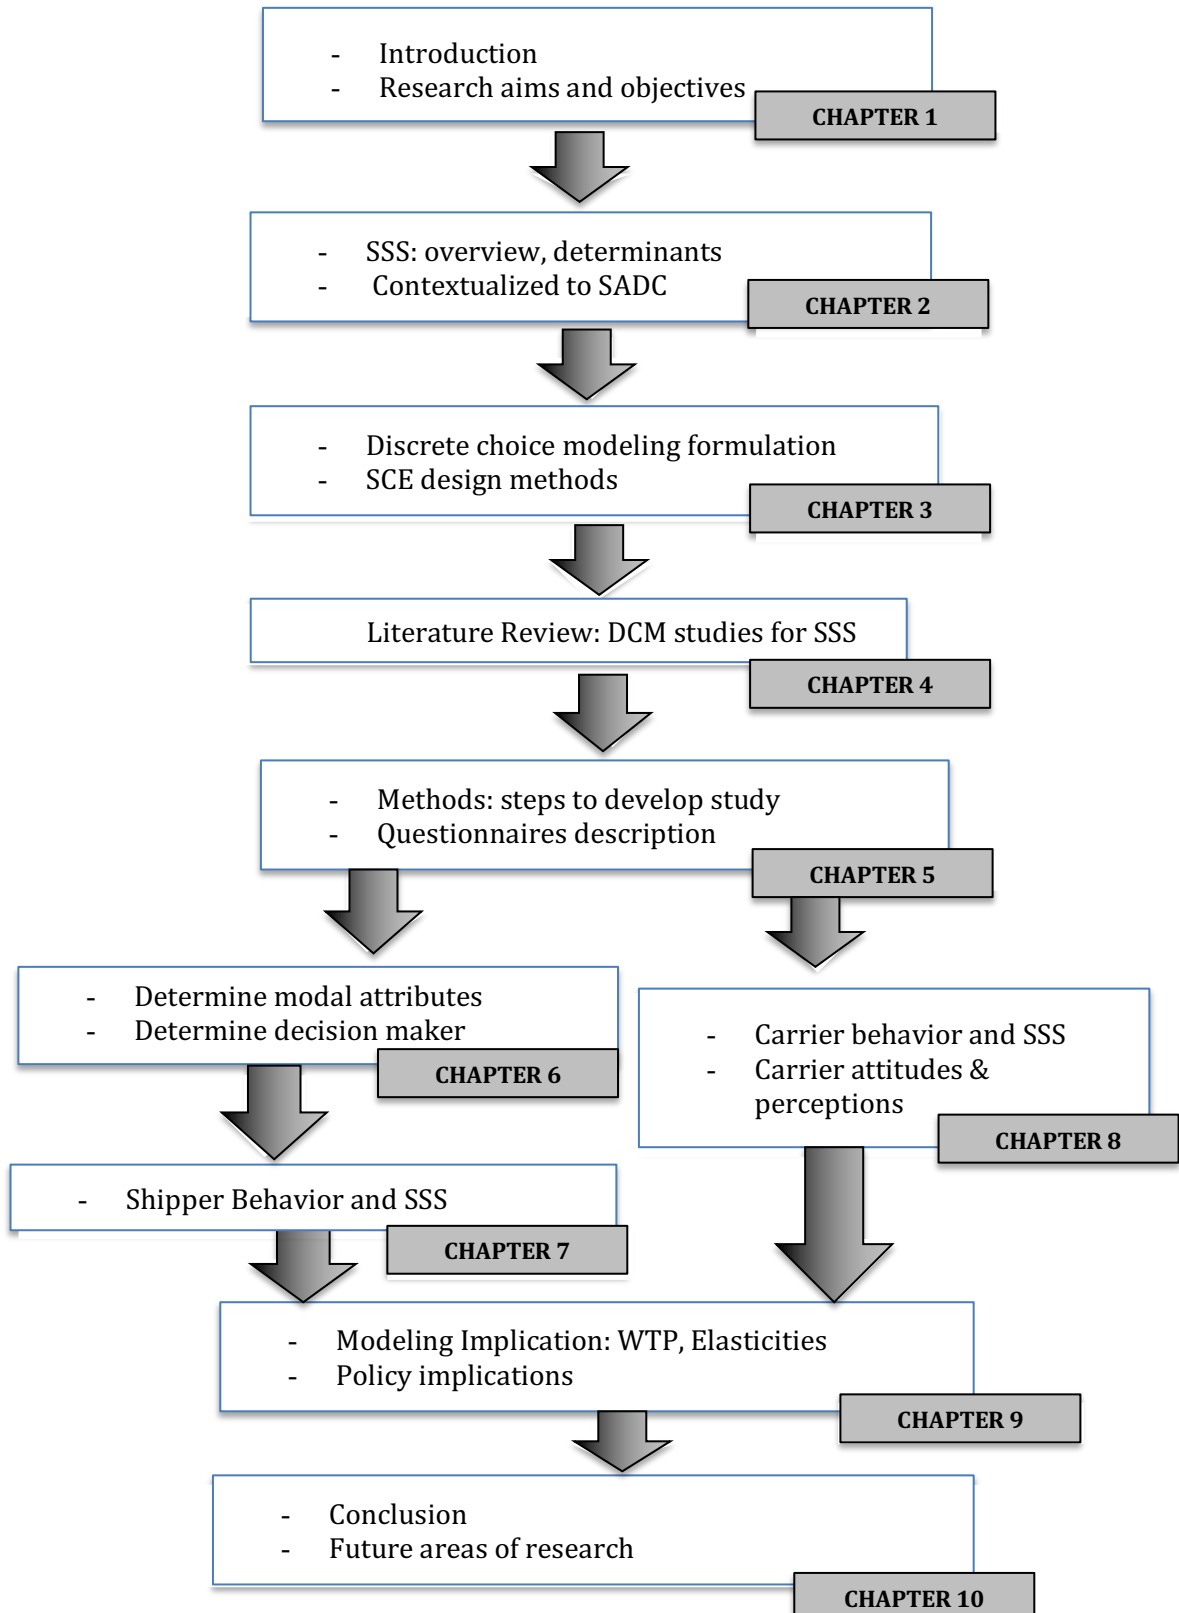 - Introduction
- Research aims and objectives
CHAPTER 1
- SSS: overview, determinants
- Contextualized to SADC
CHAPTER 2
- Discrete choice modeling formulation
- SCE design methods
CHAPTER 3
Literature Review: DCM studies for SSS
CHAPTER 4
- Methods: steps to develop study
- Questionnaires description
CHAPTER 5
- Determine modal attributes
- Determine decision maker
CHAPTER 6
- Carrier behavior and SSS
- Carrier attitudes &
perceptions
CHAPTER 8
- Shipper Behavior and SSS
CHAPTER 7
- Modeling Implication: WTP, Elasticities
- Policy implications
CHAPTER 9
- Conclusion
- Future areas of research
CHAPTER 10